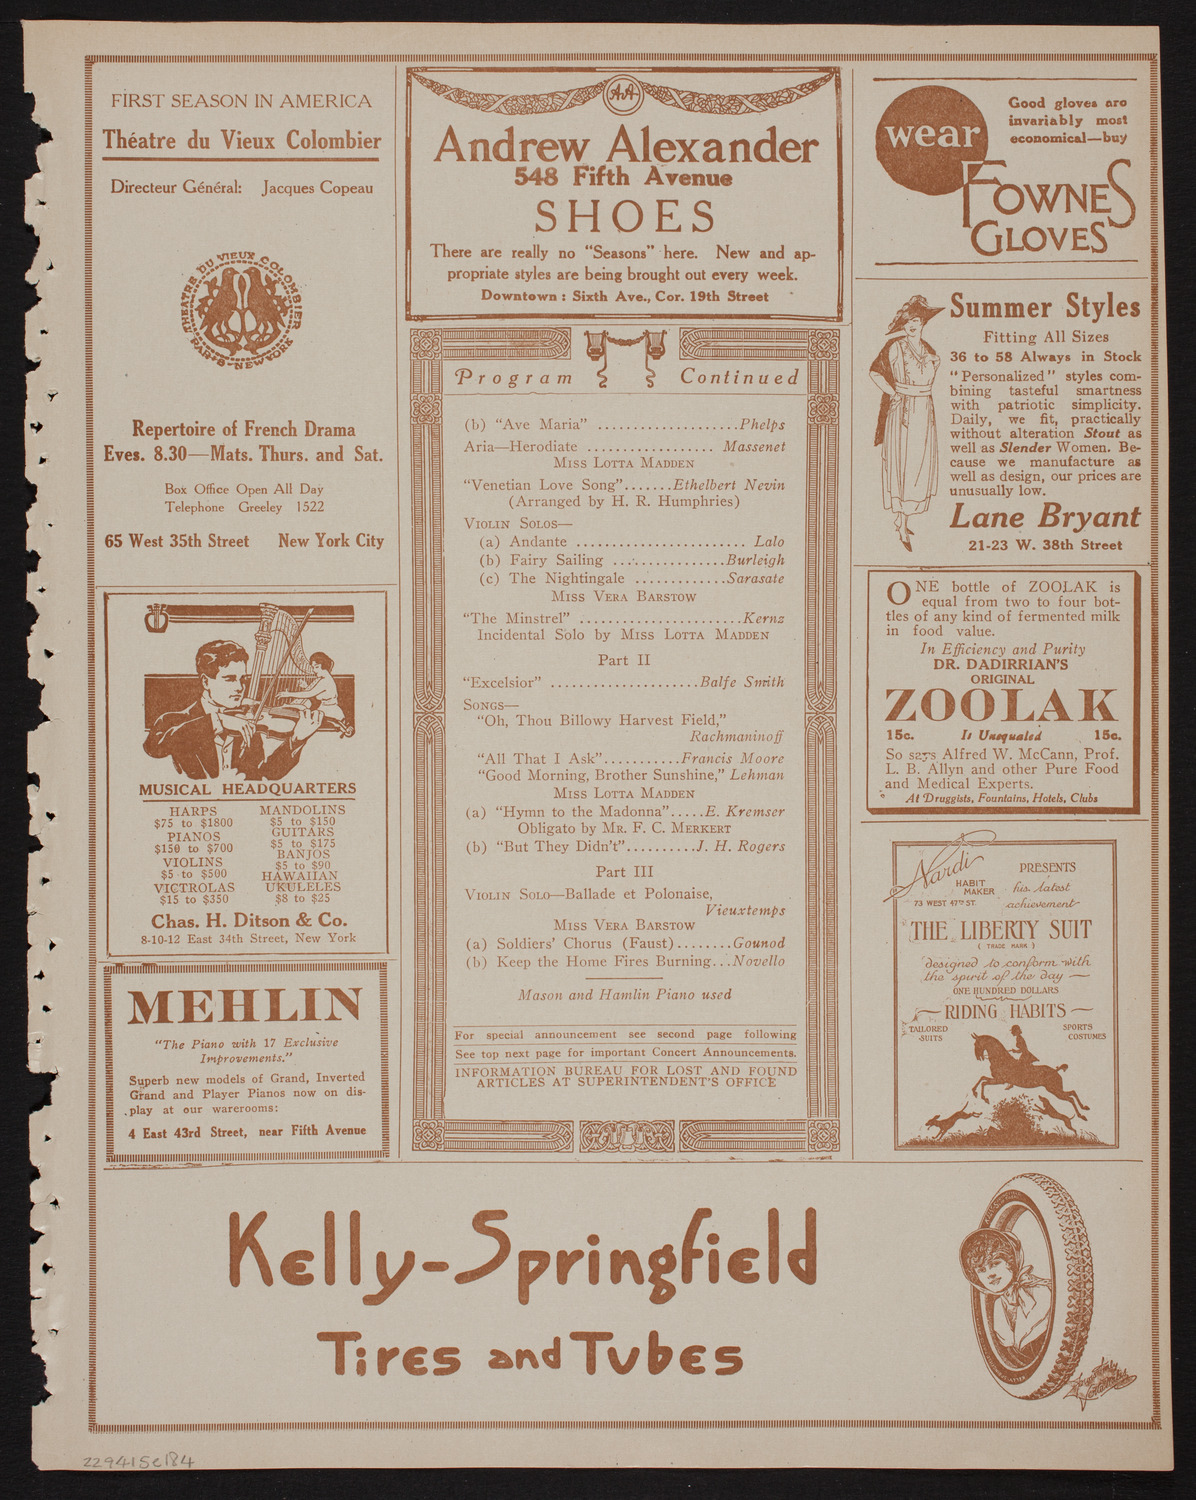 FIRST SEASON IN AMERICA
Théatre du Vieux Colombier
Directeur Général: Jacques Copeau
THEATRE DU VIEUX COLOMBIER
PARIS-NEW YORK
Repertoire of French Drama
Eves. 8.30—Mats. Thurs. and Sat.
Box Office Open All Day
Telephone Greeley 1522
65 West 35th Street New York City
MUSICAL HEADQUARTERS
HARPS
$75 to $1800
PIANOS
$150 to $700
VIOLINS
$5 to $500
VICTROLAS
$15 to $350
MANDOLINS
$5 to $150
GUITARS
$5 to $175
BANJOS
$5 to $90
HAWAIIAN
UKULELES
$8 to $25
Chas. H. Ditson & Co.
8-10-12 East 34th Street, New York
MEHLIN
"The Piano with 17 Exclusive
Improvements."
Superb new models of Grand, Inverted
Grand and Player Pianos now on dis-
play at our warerooms:
4 East 43rd Street, near Fifth Avenue
AA
Andrew Alexander
548 Fifth Avenue
SHOES
There are really no "Seasons" here. New and ap-
propriate styles are being brought out every week.
Downtown: Sixth Ave., Cor. 19th Street
Program Continued
(b) "Ave Maria" ....................Phelps
Aria—Herodiate .................. Massenet
MISS LOTTA MADDEN
"Venetian Love Song".......Ethelbert Nevin
(Arranged by H. R. Humphries)
VIOLIN SOLOS—
(a) Andante ........................ Lalo
(b) Fairy Sailing ................Burleigh
(c) The Nightingale .............Sarasate
MISS VERA BARSTOW
"The Minstrel" .......................Kernz
Incidental Solo by MISS LOTTA MADDEN
Part II
"Excelsior" .....................Balfe Smith
SONGS—
"Oh, Thou Billowy Harvest Field,"
Rachmaninoff
"All That I Ask"...........Francis Moore
"Good Morning, Brother Sunshine," Lehman
MISS LOTTA MADDEN
(a) "Hymn to the Madonna".....E. Kremser
Obligato by MR. F. C. MERKERT
(b) "But They Didn't"..........J. H. Rogers
Part III
VIOLIN SOLO—Ballade et Polonaise,
Vieuxtemps
MISS VERA BARSTOW
(a) Soldiers' Chorus (Faust)........Gounod
(b) Keep the Home Fires Burning...Novello
Mason and Hamlin Piano used
For special announcement see second page following
See top next page for important Concert Announcements.
INFORMATION BUREAU FOR LOST AND FOUND
ARTICLES AT SUPERINTENDENT'S OFFICE
wear
Good gloves are
invariably most
economical—buy
FOWNES
GLOVES
Summer Styles
Fitting All Sizes
36 to 58 Always in Stock
"Personalized" styles com-
bining tasteful smartness
with patriotic simplicity.
Daily, we fit, practically
without alteration Stout as
well as Slender Women. Be-
cause we manufacture as
well as design, our prices are
unusually low.
Lane Bryant
21-23 W. 38th Street
ONE bottle of ZOOLAK is
equal from two to four bot-
tles of any kind of fermented milk
in food value.
In Efficiency and Purity
DR. DADIRRIAN'S
ORIGINAL
ZOOLAK
15c. Is Unequaled 15c.
So says Alfred W. McCann, Prof.
L. B. Allyn and other Pure Food
and Medical Experts.
At Druggists, Fountains, Hotels, Clubs
Nardi
HABIT
MAKER
73 WEST 47TH ST.
PRESENTS
his latest
achievement
THE LIBERTY SUIT
( TRADE MARK )
designed to conform with
the spirit of the day —
ONE HUNDRED DOLLARS
— RIDING HABITS —
TAILORED
SUITS
SPORTS
COSTUMES
Kelly-Springfield
Tires and Tubes
229415e184